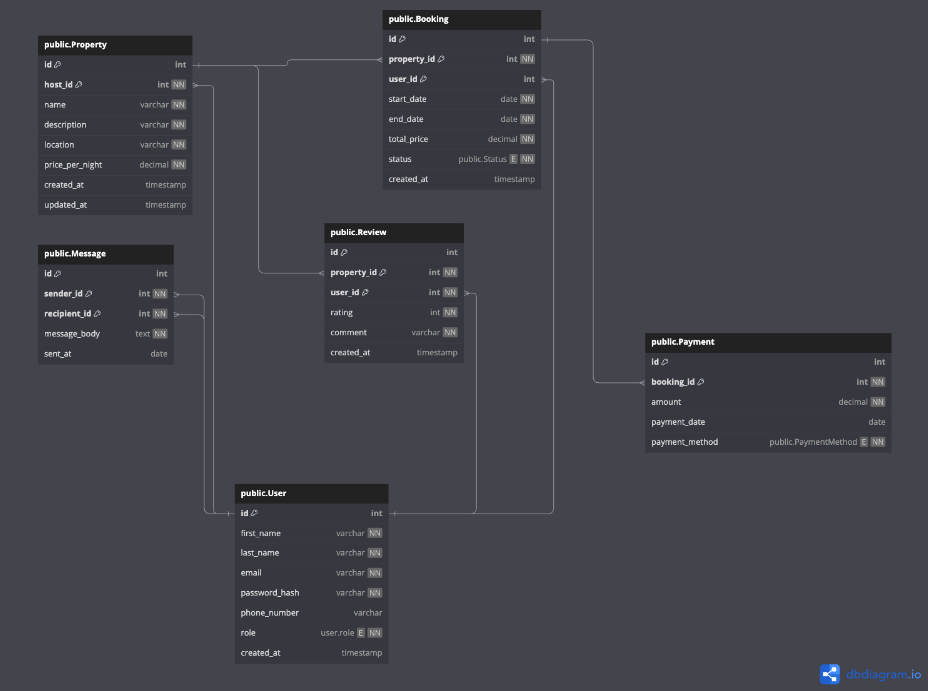 public.Booking
id int
property_id int NN
user_id int
start_date date NN
end_date date NN
total_price decimal NN
status public.Status E NN
created_at timestamp
public.Property
id int
host_id int NN
name varchar NN
description varchar NN
location varchar NN
price_per_night decimal NN
created_at timestamp
updated_at timestamp
public.Review
id int
property_id int NN
user_id int NN
rating int NN
comment varchar NN
created_at timestamp
public.Message
id int
sender_id int NN
recipient_id int NN
message_body text NN
sent_at date
public.Payment
id int
booking_id int NN
amount decimal NN
payment_date date
payment_method public.PaymentMethod E NN
public.User
id int
first_name varchar NN
last_name varchar NN
email varchar NN
password_hash varchar NN
phone_number varchar
role user.role E NN
created_at timestamp
dbdiagram.io